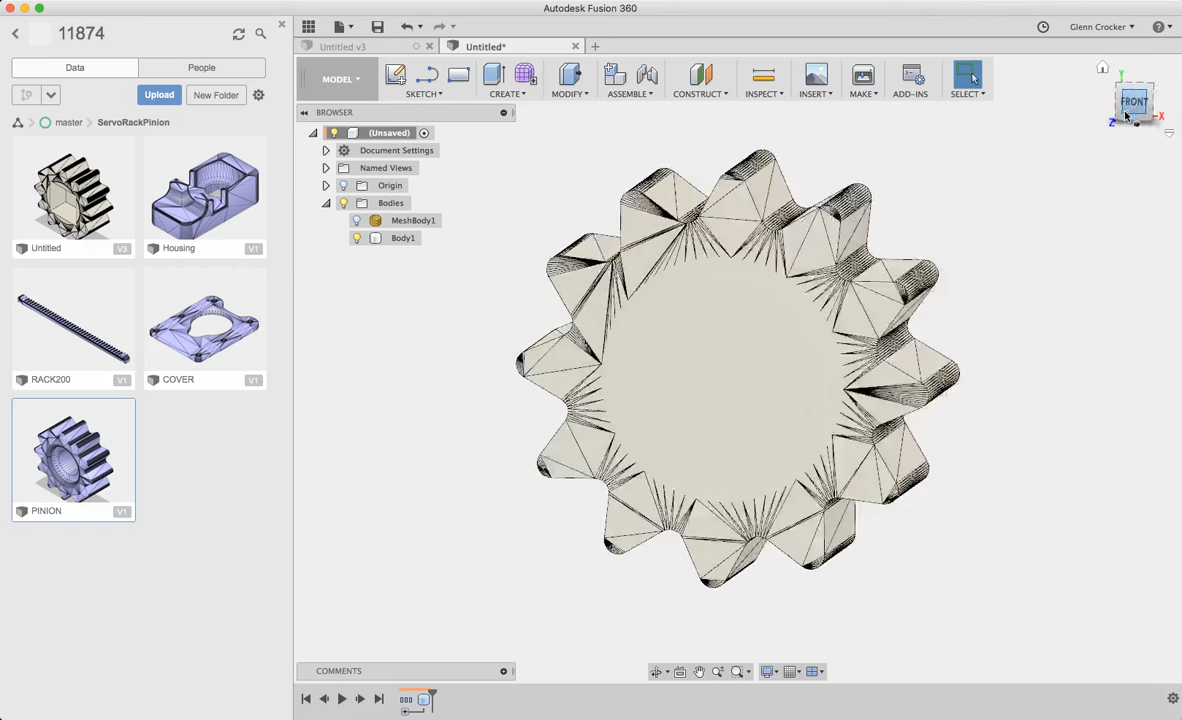 Autodesk Fusion 360
11874
Data
People
Upload
New Folder
master
ServoRackPinion
Untitled
V3
Housing
V1
RACK200
V1
COVER
V1
PINION
V1
Glenn Crocker
Untitled v3
Untitled*
MODEL
SKETCH
CREATE
MODIFY
ASSEMBLE
CONSTRUCT
INSPECT
INSERT
MAKE
ADD-INS
SELECT
BROWSER
(Unsaved)
Document Settings
Named Views
Origin
Bodies
MeshBody1
Body1
Y
FRONT
Z
X
COMMENTS